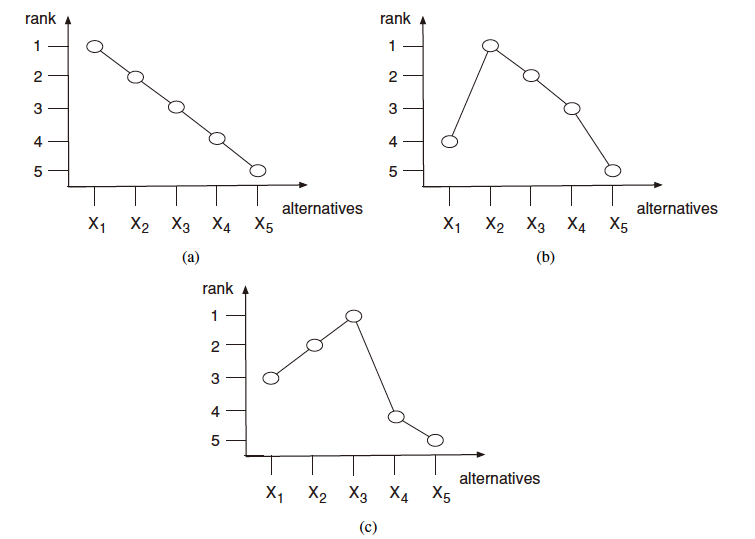 rank
1
2
3
4
5
X1 X2 X3 X4 X5
alternatives
(a)
rank
1
2
3
4
5
X1 X2 X3 X4 X5
alternatives
(b)
rank
1
2
3
4
5
X1 X2 X3 X4 X5
alternatives
(c)